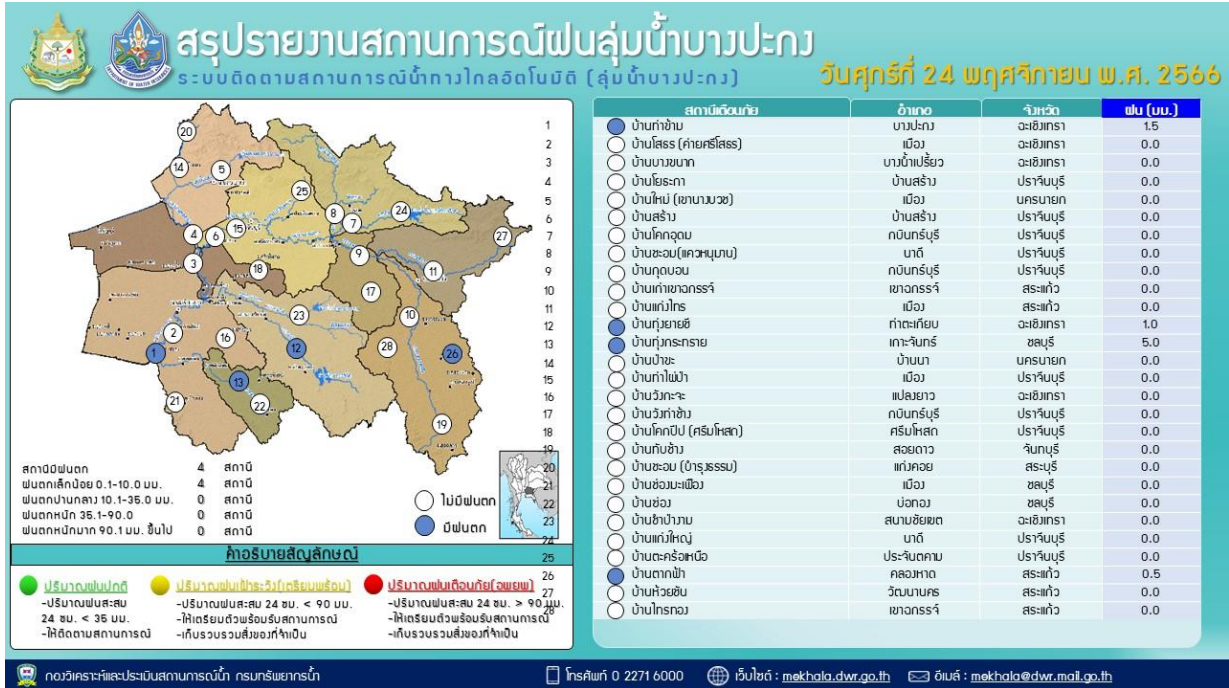 สรุปรายงานสถานการณ์ฝนลุ่มน้ำบางปะกง
ระบบติดตามสถานการณ์น้ำทางไกลอัตโนมัติ (ลุ่มน้ำบางปะกง)
วันศุกร์ที่ 24 พฤศจิกายน พ.ศ. 2566
สถานีเตือนภัย อำเภอ จังหวัด ฝน (มม.)
1 บ้านท่าข้าม บางปะกง ฉะเชิงเทรา 1.5
2 บ้านโสธร (ค่ายศรีโสธร) เมือง ฉะเชิงเทรา 0.0
3 บ้านบางขนาก บางน้ำเปรี้ยว ฉะเชิงเทรา 0.0
4 บ้านโยธะกา บ้านสร้าง ปราจีนบุรี 0.0
5 บ้านใหม่ (เขานางบวช) เมือง นครนายก 0.0
6 บ้านสร้าง บ้านสร้าง ปราจีนบุรี 0.0
7 บ้านโคกอุดม กบินทร์บุรี ปราจีนบุรี 0.0
8 บ้านชะอม(แควหนุมาน) นาดี ปราจีนบุรี 0.0
9 บ้านกุดบอน กบินทร์บุรี ปราจีนบุรี 0.0
10 บ้านเก่าเขาฉกรรจ์ เขาฉกรรจ์ สระแก้ว 0.0
11 บ้านแก่งไทร เมือง สระแก้ว 0.0
12 บ้านทุ่งยายชี ท่าตะเกียบ ฉะเชิงเทรา 1.0
13 บ้านทุ่งกระทราย เกาะจันทร์ ชลบุรี 5.0
14 บ้านป่าขะ บ้านนา นครนายก 0.0
15 บ้านท่าไผ่ป่า เมือง ปราจีนบุรี 0.0
16 บ้านวังกะจะ แปลงยาว ฉะเชิงเทรา 0.0
17 บ้านวังท่าช้าง กบินทร์บุรี ปราจีนบุรี 0.0
18 บ้านโคกปีป (ศรีมโหสถ) ศรีมโหสถ ปราจีนบุรี 0.0
19 บ้านทับช้าง สอยดาว จันทบุรี 0.0
20 บ้านชะอม (บำรุงธรรม) แก่งคอย สระบุรี 0.0
21 บ้านช่องมะเฟือง เมือง ชลบุรี 0.0
22 บ้านช่อง บ่อทอง ชลบุรี 0.0
23 บ้านชำป่างาม สนามชัยเขต ฉะเชิงเทรา 0.0
24 บ้านแก่งใหญ่ นาดี ปราจีนบุรี 0.0
25 บ้านตะคร้อเหนือ ประจันตคาม ปราจีนบุรี 0.0
26 บ้านตากฟ้า คลองหาด สระแก้ว 0.5
27 บ้านห้วยชัน วัฒนานคร สระแก้ว 0.0
28 บ้านไทรทอง เขาฉกรรจ์ สระแก้ว 0.0
20
14
5
25
8
7
24
4
6
15
27
3
18
9
11
17
2
16
23
10
1
12
28
26
13
21
22
19
สถานีมีฝนตก 4 สถานี
ฝนตกเล็กน้อย 0.1-10.0 มม. 4 สถานี
ฝนตกปานกลาง 10.1-35.0 มม. 0 สถานี
ฝนตกหนัก 35.1-90.0 0 สถานี
ฝนตกหนักมาก 90.1 มม. ขึ้นไป 0 สถานี
ไม่มีฝนตก
มีฝนตก
คำอธิบายสัญลักษณ์
ปริมาณฝนปกติ
-ปริมาณฝนสะสม
24 ชม. < 35 มม.
-ให้ติดตามสถานการณ์
ปริมาณฝนเฝ้าระวัง(เตรียมพร้อม)
-ปริมาณฝนสะสม 24 ชม. < 90 มม.
-ให้เตรียมตัวพร้อมรับสถานการณ์
-เก็บรวบรวมสิ่งของที่จำเป็น
ปริมาณฝนเตือนภัย(อพยพ)
-ปริมาณฝนสะสม 24 ชม. > 90 มม.
-ให้เตรียมตัวพร้อมรับสถานการณ์
-เก็บรวบรวมสิ่งของที่จำเป็น
กองวิเคราะห์และประเมินสถานการณ์น้ำ กรมทรัพยากรน้ำ
โทรศัพท์ 0 2271 6000
เว็บไซต์ : mekhala.dwr.go.th
อีเมล์ : mekhala@dwr.mail.go.th